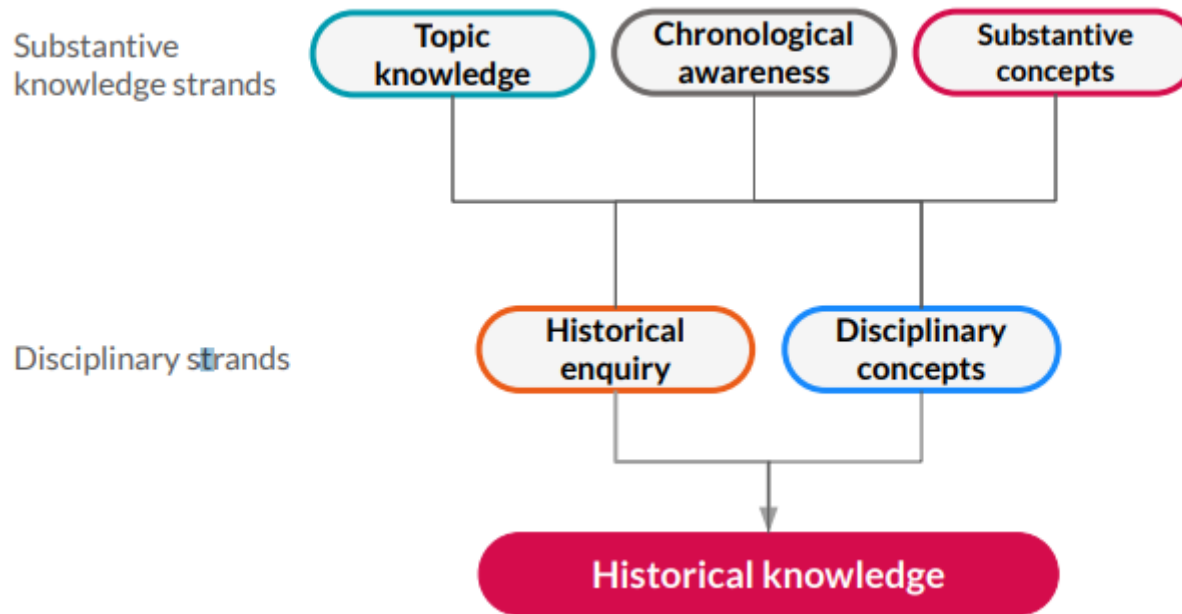 Substantive
knowledge strands
Topic
knowledge
Chronological
awareness
Substantive
concepts
Disciplinary strands
Historical
enquiry
Disciplinary
concepts
Historical knowledge